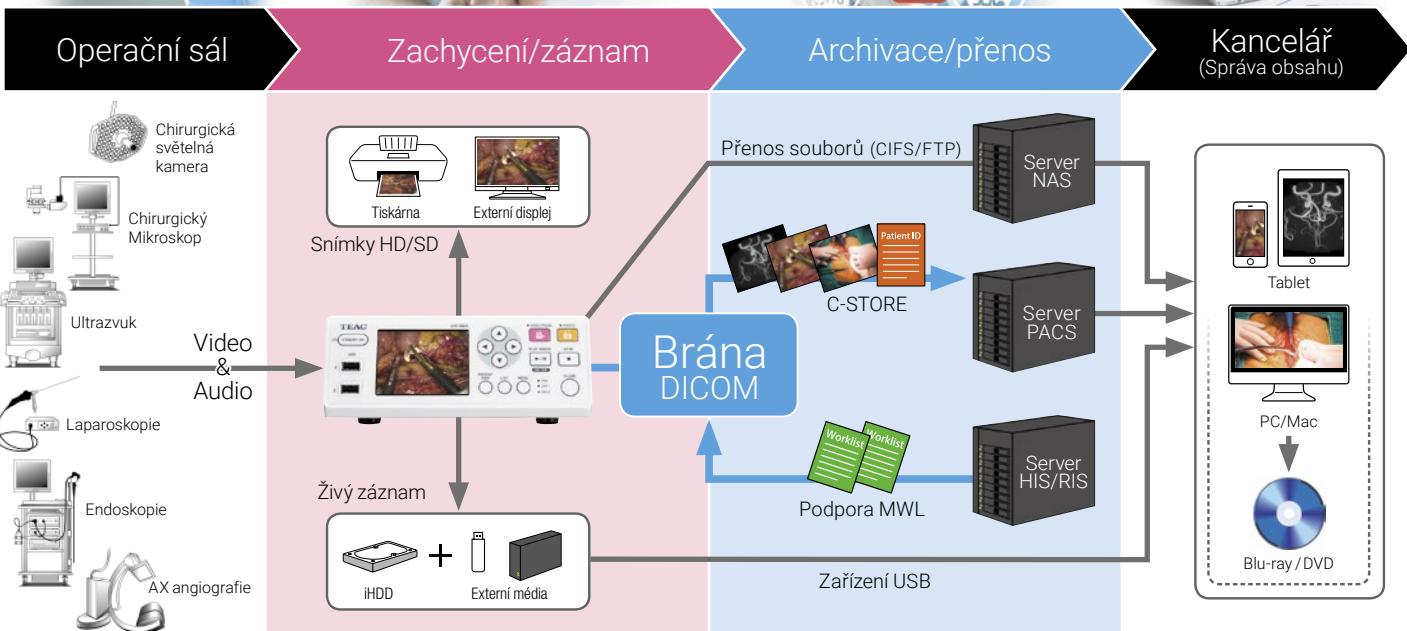 Operační sál
Zachycení/záznam
Archivace/přenos
Kancelář
(Správa obsahu)
Chirurgická
světelná
kamera
Chirurgický
Mikroskop
Ultrazvuk
Laparoskopie
Endoskopie
AX angiografie
Video
&
Audio
Tiskárna
Externí displej
Snímky HD/SD
TEAC
Živý záznam
iHDD
+
Externí média
Brána
DICOM
Přenos souborů (CIFS/FTP)
Patient ID
C-STORE
Worklist
Worklist
Podpora MWL
Zařízení USB
Server
NAS
Server
PACS
Server
HIS/RIS
Tablet
PC/Mac
Blu-ray / DVD